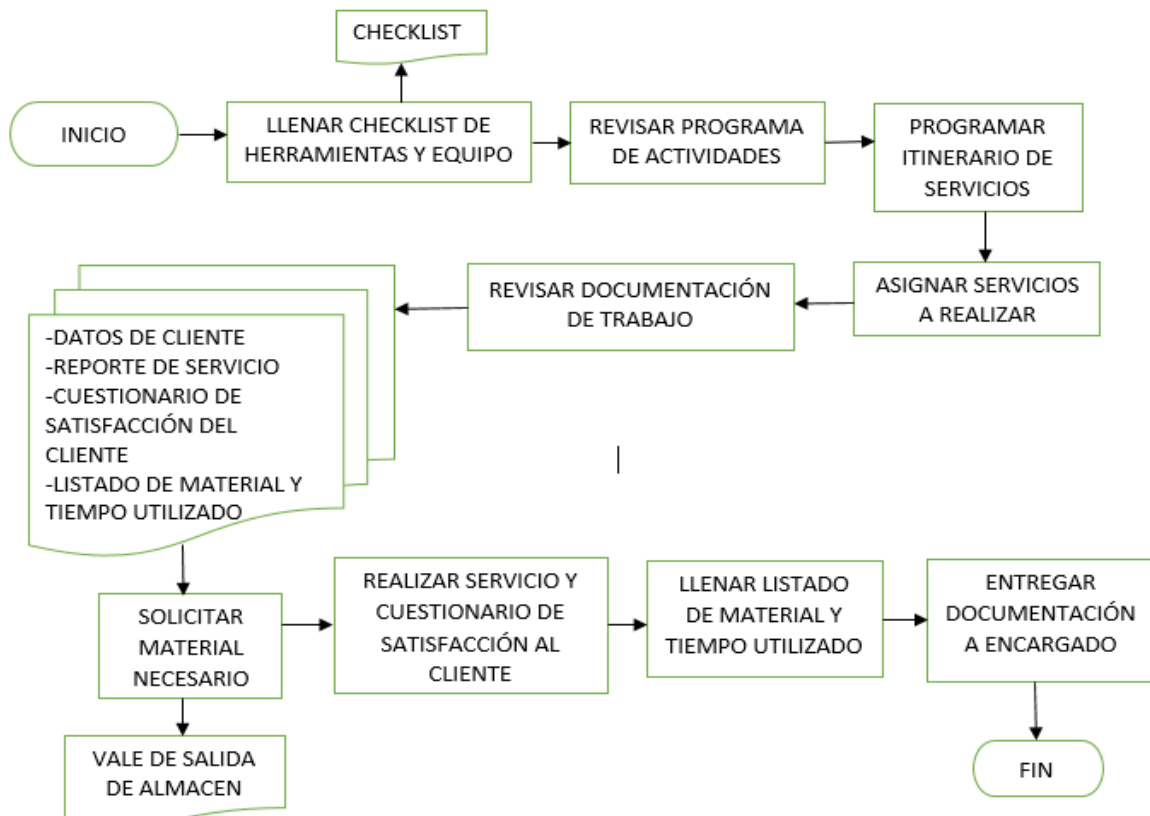 CHECKLIST
INICIO
LLENAR CHECKLIST DE
HERRAMIENTAS Y EQUIPO
REVISAR PROGRAMA
DE ACTIVIDADES
PROGRAMAR
ITINERARIO DE
SERVICIOS
ASIGNAR SERVICIOS
A REALIZAR
REVISAR DOCUMENTACIÓN
DE TRABAJO
-DATOS DE CLIENTE
-REPORTE DE SERVICIO
-CUESTIONARIO DE
SATISFACCIÓN DEL
CLIENTE
-LISTADO DE MATERIAL Y
TIEMPO UTILIZADO
SOLICITAR
MATERIAL
NECESARIO
VALE DE SALIDA
DE ALMACEN
REALIZAR SERVICIO Y
CUESTIONARIO DE
SATISFACCIÓN AL
CLIENTE
LLENAR LISTADO
DE MATERIAL Y
TIEMPO UTILIZADO
ENTREGAR
DOCUMENTACIÓN
A ENCARGADO
FIN